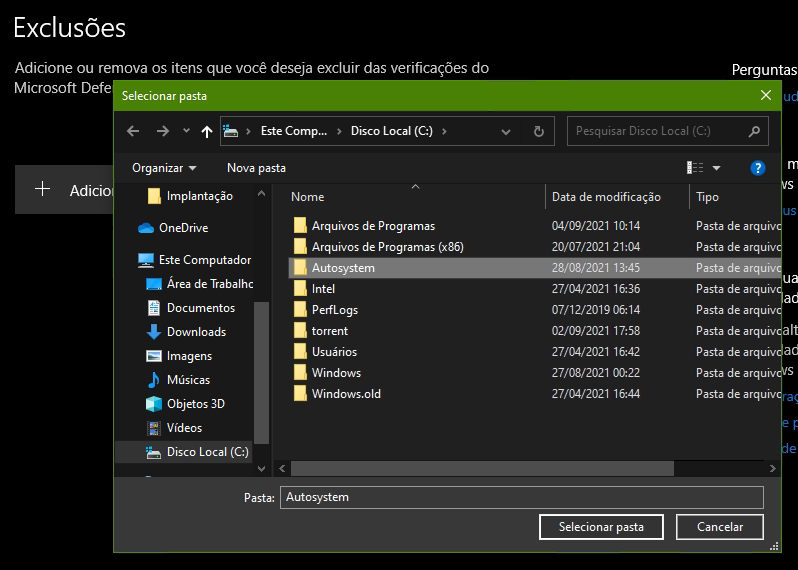 Exclusões
Adicione ou remova os itens que você deseja excluir das verificações do
Microsoft Defe
Perguntas
Selecionar pasta
Este Comp... Disco Local (C:)
Pesquisar Disco Local (C:)
Organizar Nova pasta
Adicio
Nome Data de modificação Tipo
Implantação
OneDrive
Este Computador
Área de Trabalho
Documentos
Downloads
Imagens
Músicas
Objetos 3D
Vídeos
Disco Local (C:)
Arquivos de Programas 04/09/2021 10:14 Pasta de arquivo
Arquivos de Programas (x86) 20/07/2021 21:04 Pasta de arquivo
Autosystem 28/08/2021 13:45 Pasta de arquivo
Intel 27/04/2021 16:36 Pasta de arquivo
PerfLogs 07/12/2019 06:14 Pasta de arquivo
torrent 02/09/2021 17:58 Pasta de arquivo
Usuários 27/04/2021 16:42 Pasta de arquivo
Windows 27/08/2021 00:22 Pasta de arquivo
Windows.old 27/04/2021 16:44 Pasta de arquivo
Pasta: Autosystem
Selecionar pasta Cancelar